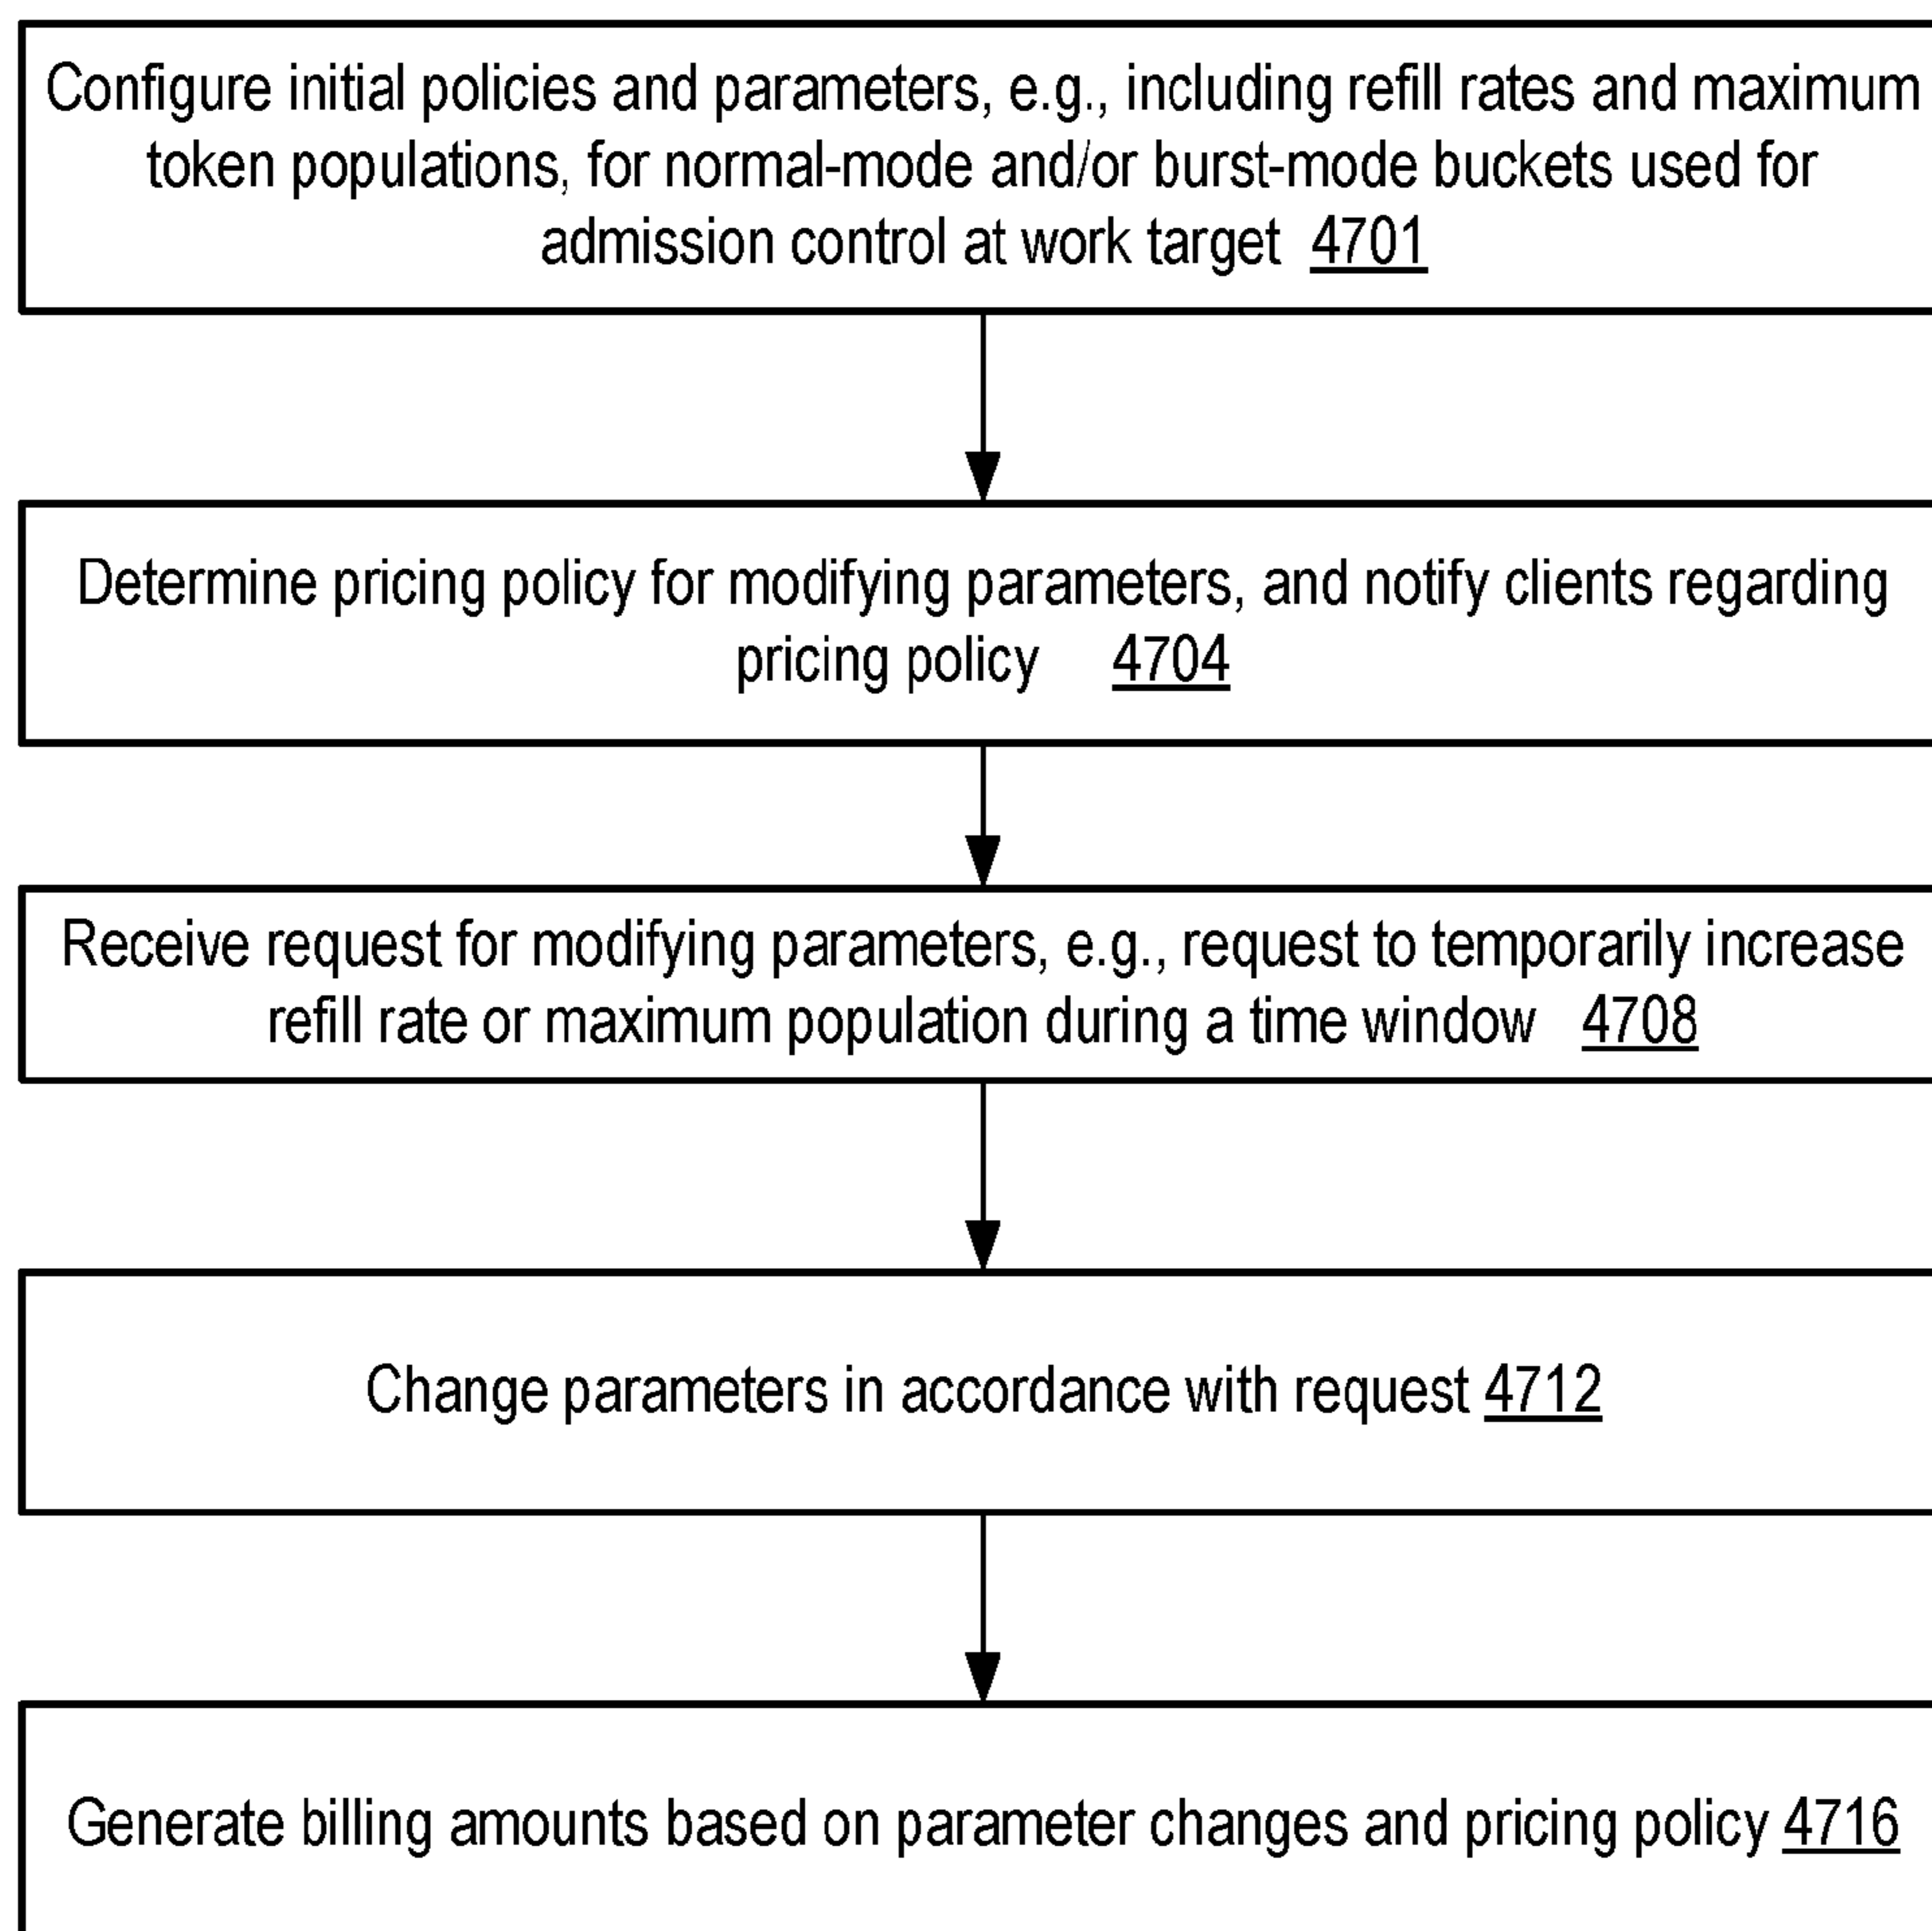 Configure initial policies and parameters, e.g., including refill rates and maximum
token populations, for normal-mode and/or burst-mode buckets used for
admission control at work target 4701
Determine pricing policy for modifying parameters, and notify clients regarding
pricing policy 4704
Receive request for modifying parameters, e.g., request to temporarily increase
refill rate or maximum population during a time window 4708
Change parameters in accordance with request 4712
Generate billing amounts based on parameter changes and pricing policy 4716